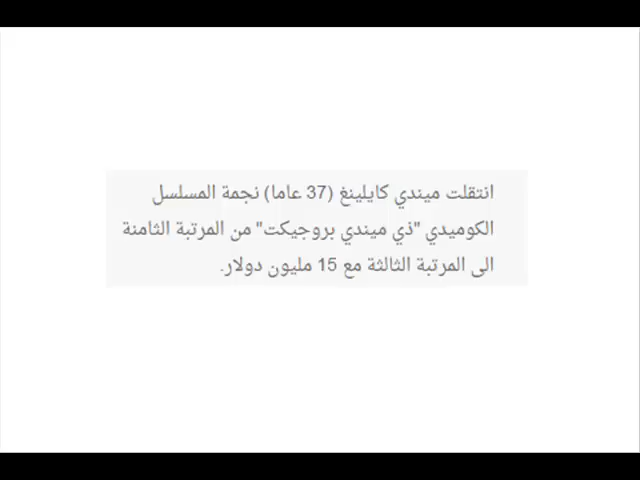 انتقلت ميندي كايلينغ (37 عاما) نجمة المسلسل
الكوميدي "ذي ميندي بروجيكت" من المرتبة الثامنة
الى المرتبة الثالثة مع 15 مليون دولار.